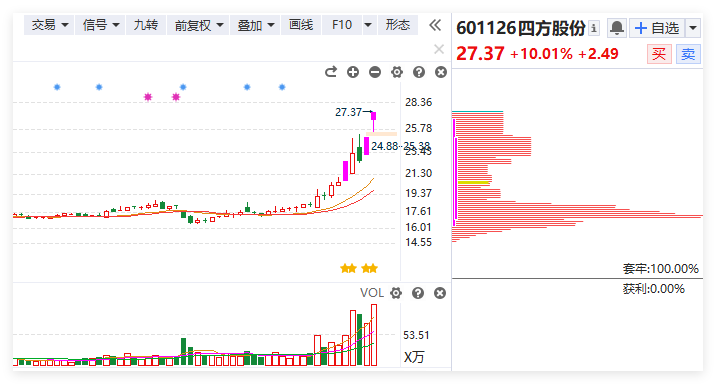 交易 信号 九转 前复权 叠加 画线 F10 形态
601126四方股份 自选
27.37 +10.01% +2.49 买 卖
28.36
27.37
25.78
24.88-25.38
23.43
21.30
19.37
17.61
16.01
14.55
套牢:100.00%
获利:0.00%
VOL
53.51
X万